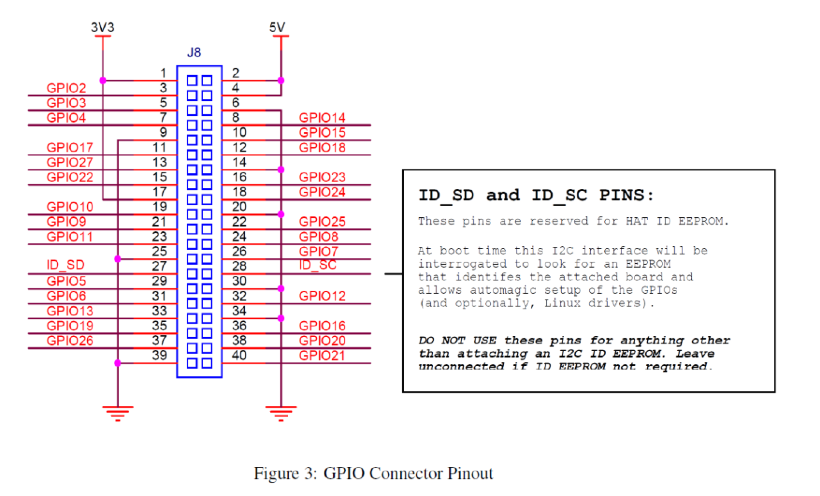 3V3
5V
J8
1 2
GPIO2 3 4
GPIO3 5 6
GPIO4 7 8 GPIO14
9 10 GPIO15
GPIO17 11 12 GPIO18
GPIO27 13 14
GPIO22 15 16 GPIO23
17 18 GPIO24
GPIO10 19 20
GPIO9 21 22 GPIO25
GPIO11 23 24 GPIO8
25 26 GPIO7
ID_SD 27 28 ID_SC
GPIO5 29 30
GPIO6 31 32 GPIO12
GPIO13 33 34
GPIO19 35 36 GPIO16
GPIO26 37 38 GPIO20
39 40 GPIO21
ID_SD and ID_SC PINS:
These pins are reserved for HAT ID EEPROM.
At boot time this I2C interface will be
interrogated to look for an EEPROM
that identifes the attached board and
allows automagic setup of the GPIOs
(and optionally, Linux drivers).
DO NOT USE these pins for anything other
than attaching an I2C ID EEPROM. Leave
unconnected if ID EEPROM not required.
Figure 3: GPIO Connector Pinout